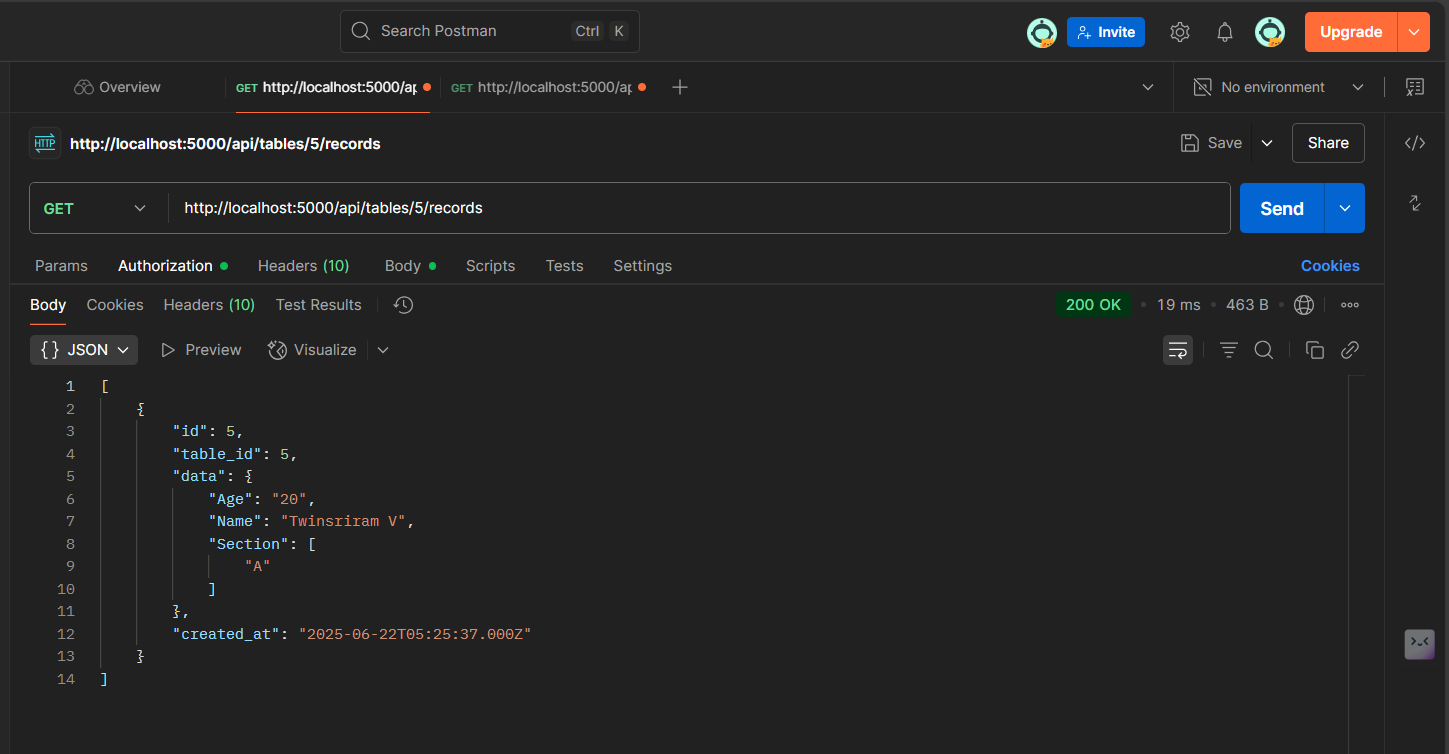 Search Postman Ctrl K Invite Upgrade
Overview GET http://localhost:5000/ap GET http://localhost:5000/ap No environment
HTTP http://localhost:5000/api/tables/5/records Save Share
GET http://localhost:5000/api/tables/5/records Send
Params Authorization Headers (10) Body Scripts Tests Settings Cookies
Body Cookies Headers (10) Test Results 200 OK 19 ms 463 B
{} JSON Preview Visualize
1 [
2 {
3 "id": 5,
4 "table_id": 5,
5 "data": {
6 "Age": "20",
7 "Name": "Twinsriram V",
8 "Section": [
9 "A"
10 ]
11 },
12 "created_at": "2025-06-22T05:25:37.000Z"
13 }
14 ]